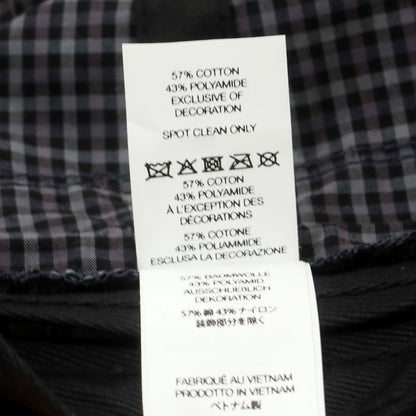 57% COTTON
43% POLYAMIDE
EXCLUSIVE OF
DECORATION
SPOT CLEAN ONLY
57% COTON
43% POLYAMIDE
À L'EXCEPTION DES
DÉCORATIONS
57% COTONE
43% POLIAMMIDE
ESCLUSA LA DECORAZIONE
57% BAUMWOLLE
43% POLYAMID
AUSSCHLIEßLICH
DEKORATION
57% 綿 43% ナイロン
装飾部分を除く
FABRIQUÉ AU VIETNAM
PRODOTTO IN VIETNAM
ベトナム製